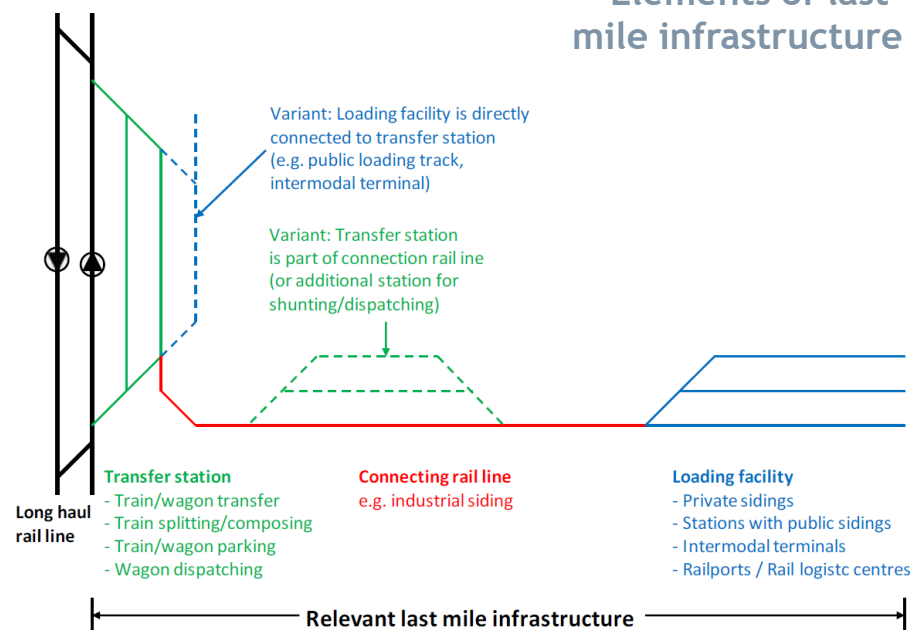 Elements of last
mile infrastructure
Variant: Loading facility is directly
connected to transfer station
(e.g. public loading track,
intermodal terminal)
Variant: Transfer station
is part of connection rail line
(or additional station for
shunting/dispatching)
Long haul
rail line
Transfer station
- Train/wagon transfer
- Train splitting/composing
- Train/wagon parking
- Wagon dispatching
Connecting rail line
e.g. industrial siding
Loading facility
- Private sidings
- Stations with public sidings
- Intermodal terminals
- Railports / Rail logistc centres
Relevant last mile infrastructure